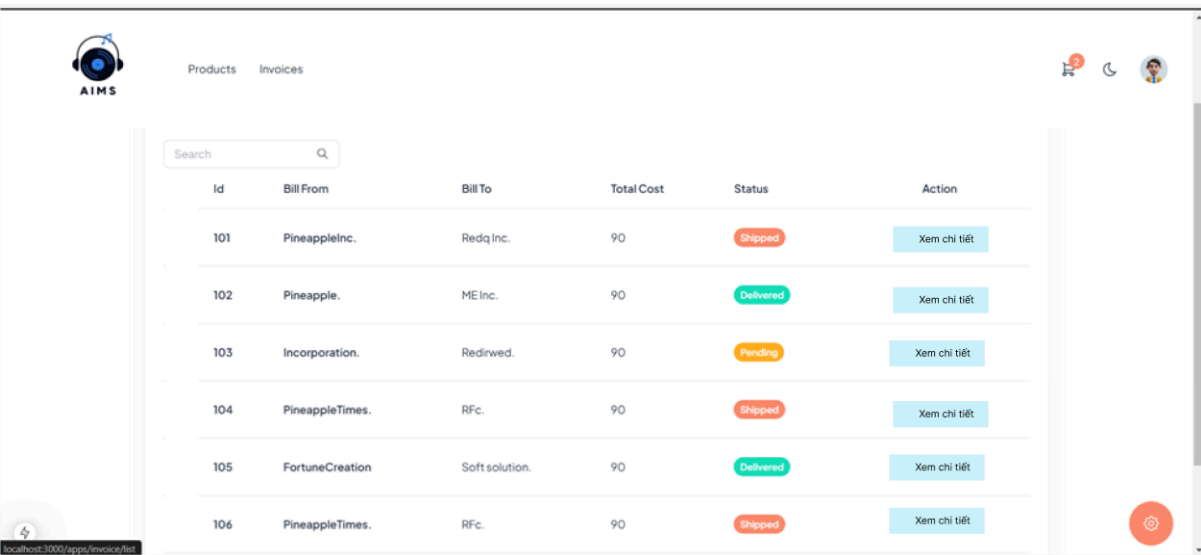 Products Invoices 2
AIMS
Search
Id Bill From Bill To Total Cost Status Action
101 PineappleInc. Redq Inc. 90 Shipped Xem chi tiết
102 Pineapple. ME Inc. 90 Delivered Xem chi tiết
103 Incorporation. Redirwed. 90 Pending Xem chi tiết
104 PineappleTimes. RFc. 90 Shipped Xem chi tiết
105 FortuneCreation Soft solution. 90 Delivered Xem chi tiết
106 PineappleTimes. RFc. 90 Shipped Xem chi tiết
localhost:3000/apps/invoice/list